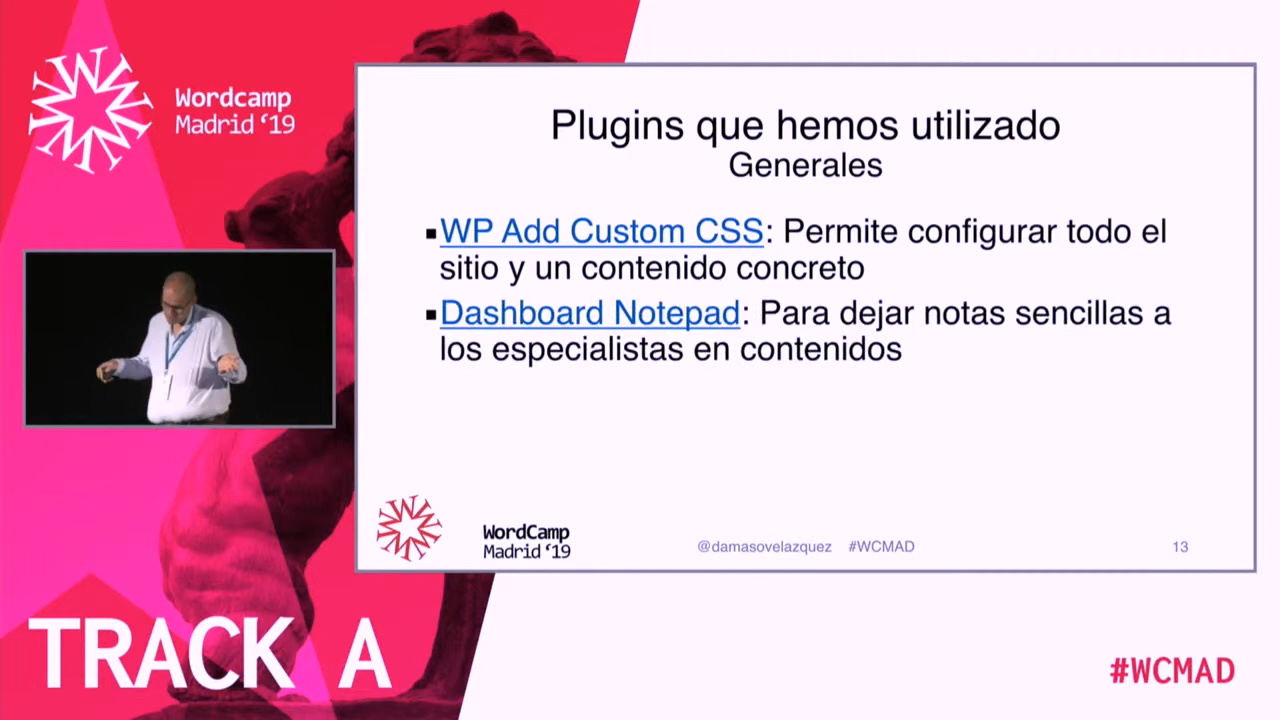 Wordcamp
Madrid ‘19
Plugins que hemos utilizado
Generales
▪WP Add Custom CSS: Permite configurar todo el
sitio y un contenido concreto
▪Dashboard Notepad: Para dejar notas sencillas a
los especialistas en contenidos
WordCamp
Madrid ‘19
@damasovelazquez #WCMAD
13
TRACK A
#WCMAD